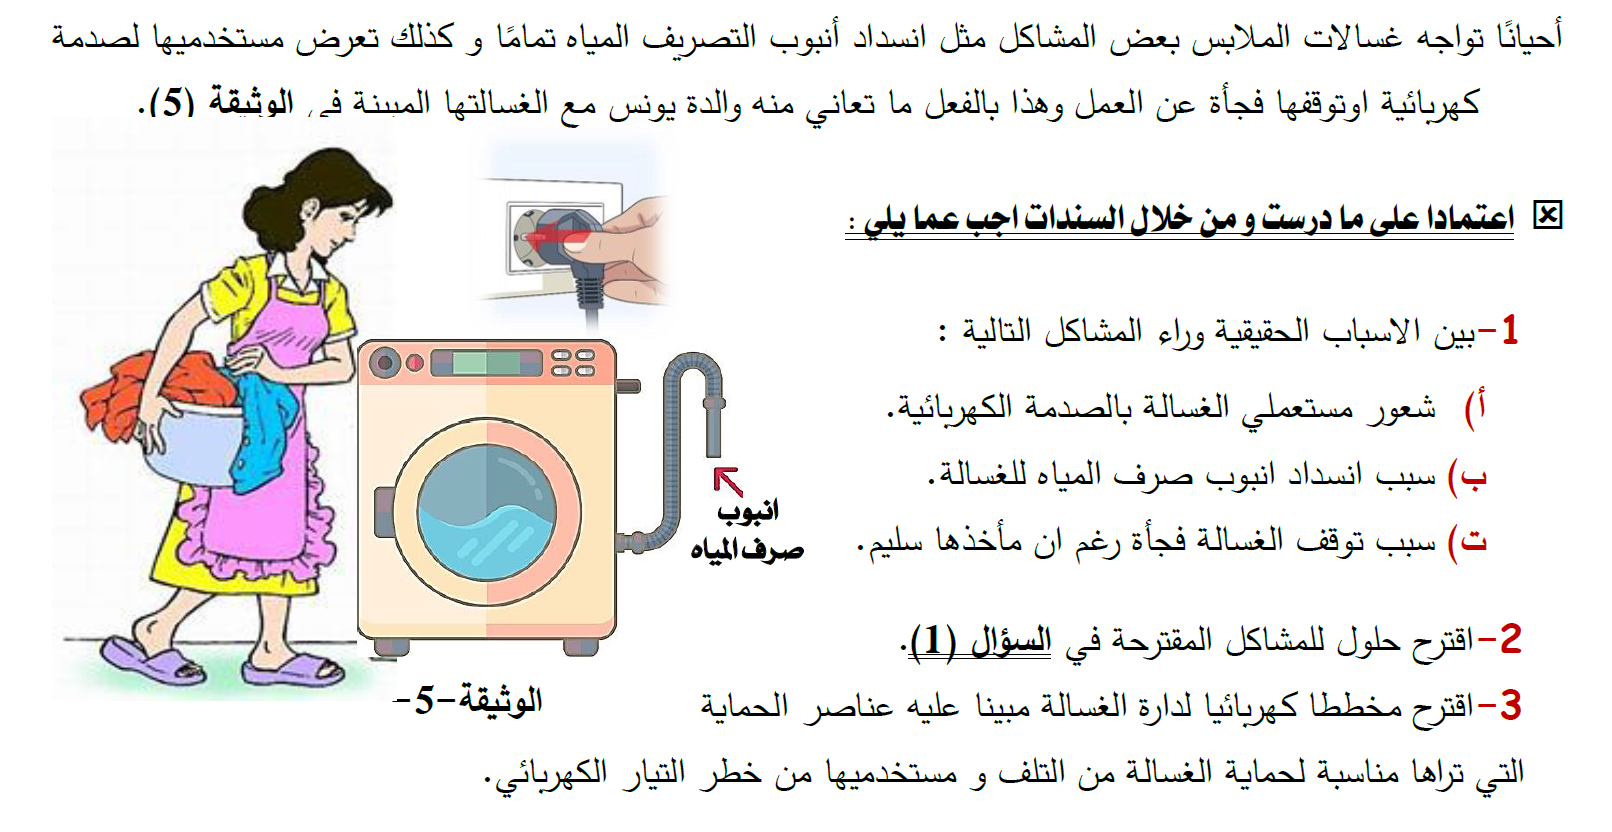 أحيانًا تواجه غسالات الملابس بعض المشاكل مثل انسداد أنبوب التصريف المياه تمامًا و كذلك تعرض مستخدميها لصدمة
كهربائية اوتوقفها فجأة عن العمل وهذا بالفعل ما تعاني منه والدة يونس مع الغسالتها المبينة في الوثيقة (5).
اعتمادا على ما درست و من خلال السندات اجب عما يلي :
1-بين الاسباب الحقيقية وراء المشاكل التالية :
أ) شعور مستعملي الغسالة بالصدمة الكهربائية.
ب) سبب انسداد انبوب صرف المياه للغسالة.
ت) سبب توقف الغسالة فجأة رغم ان مأخذها سليم.
انبوب
صرف المياه
2-اقترح حلول للمشاكل المقترحة في السؤال (1).
الوثيقة-5-
3-اقترح مخططا كهربائيا لدارة الغسالة مبينا عليه عناصر الحماية
التي تراها مناسبة لحماية الغسالة من التلف و مستخدميها من خطر التيار الكهربائي.